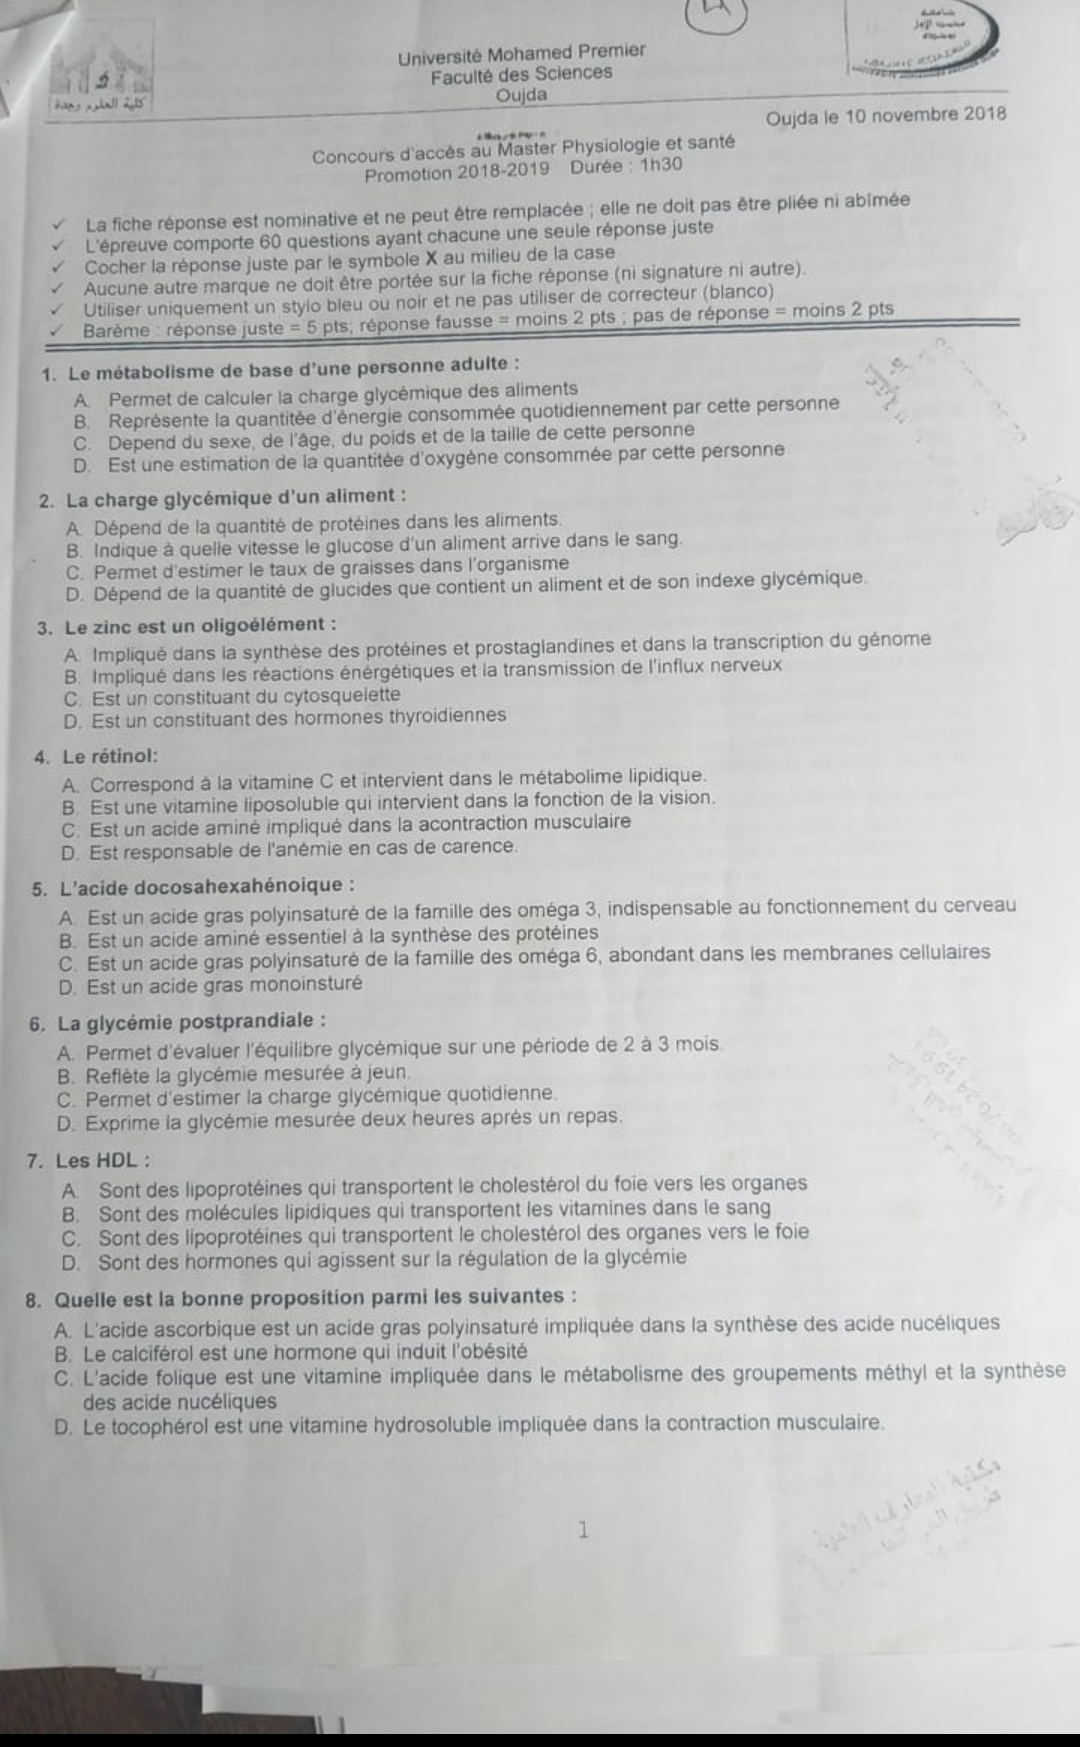 كلية العلوم وجدة
Université Mohamed Premier
Faculté des Sciences
Oujda
Oujda le 10 novembre 2018
Concours d'accès au Master Physiologie et santé
Promotion 2018-2019 Durée : 1h30
✓ La fiche réponse est nominative et ne peut être remplacée ; elle ne doit pas être pliée ni abîmée
✓ L'épreuve comporte 60 questions ayant chacune une seule réponse juste
✓ Cocher la réponse juste par le symbole X au milieu de la case
✓ Aucune autre marque ne doit être portée sur la fiche réponse (ni signature ni autre).
✓ Utiliser uniquement un stylo bleu ou noir et ne pas utiliser de correcteur (blanco)
✓ Barème : réponse juste = 5 pts; réponse fausse = moins 2 pts ; pas de réponse = moins 2 pts
1. Le métabolisme de base d'une personne adulte :
A. Permet de calculer la charge glycémique des aliments
B. Représente la quantitée d'énergie consommée quotidiennement par cette personne
C. Depend du sexe, de l'âge, du poids et de la taille de cette personne
D. Est une estimation de la quantitée d'oxygène consommée par cette personne
2. La charge glycémique d'un aliment :
A. Dépend de la quantité de protéines dans les aliments.
B. Indique à quelle vitesse le glucose d'un aliment arrive dans le sang.
C. Permet d'estimer le taux de graisses dans l'organisme
D. Dépend de la quantité de glucides que contient un aliment et de son indexe glycémique.
3. Le zinc est un oligoélément :
A. Impliqué dans la synthèse des protéines et prostaglandines et dans la transcription du génome
B. Impliqué dans les réactions énérgétiques et la transmission de l'influx nerveux
C. Est un constituant du cytosquelette
D. Est un constituant des hormones thyroidiennes
4. Le rétinol:
A. Correspond à la vitamine C et intervient dans le métabolime lipidique.
B. Est une vitamine liposoluble qui intervient dans la fonction de la vision.
C. Est un acide aminé impliqué dans la acontraction musculaire
D. Est responsable de l'anémie en cas de carence.
5. L'acide docosahexahénoique :
A. Est un acide gras polyinsaturé de la famille des oméga 3, indispensable au fonctionnement du cerveau
B. Est un acide aminé essentiel à la synthèse des protéines
C. Est un acide gras polyinsaturé de la famille des oméga 6, abondant dans les membranes cellulaires
D. Est un acide gras monoinsturé
6. La glycémie postprandiale :
A. Permet d'évaluer l'équilibre glycémique sur une période de 2 à 3 mois.
B. Reflète la glycémie mesurée à jeun.
C. Permet d'estimer la charge glycémique quotidienne.
D. Exprime la glycémie mesurée deux heures après un repas.
7. Les HDL :
A. Sont des lipoprotéines qui transportent le cholestérol du foie vers les organes
B. Sont des molécules lipidiques qui transportent les vitamines dans le sang
C. Sont des lipoprotéines qui transportent le cholestérol des organes vers le foie
D. Sont des hormones qui agissent sur la régulation de la glycémie
8. Quelle est la bonne proposition parmi les suivantes :
A. L'acide ascorbique est un acide gras polyinsaturé impliquée dans la synthèse des acide nucéliques
B. Le calciférol est une hormone qui induit l'obésité
C. L'acide folique est une vitamine impliquée dans le métabolisme des groupements méthyl et la synthèse
des acide nucéliques
D. Le tocophérol est une vitamine hydrosoluble impliquée dans la contraction musculaire.
1